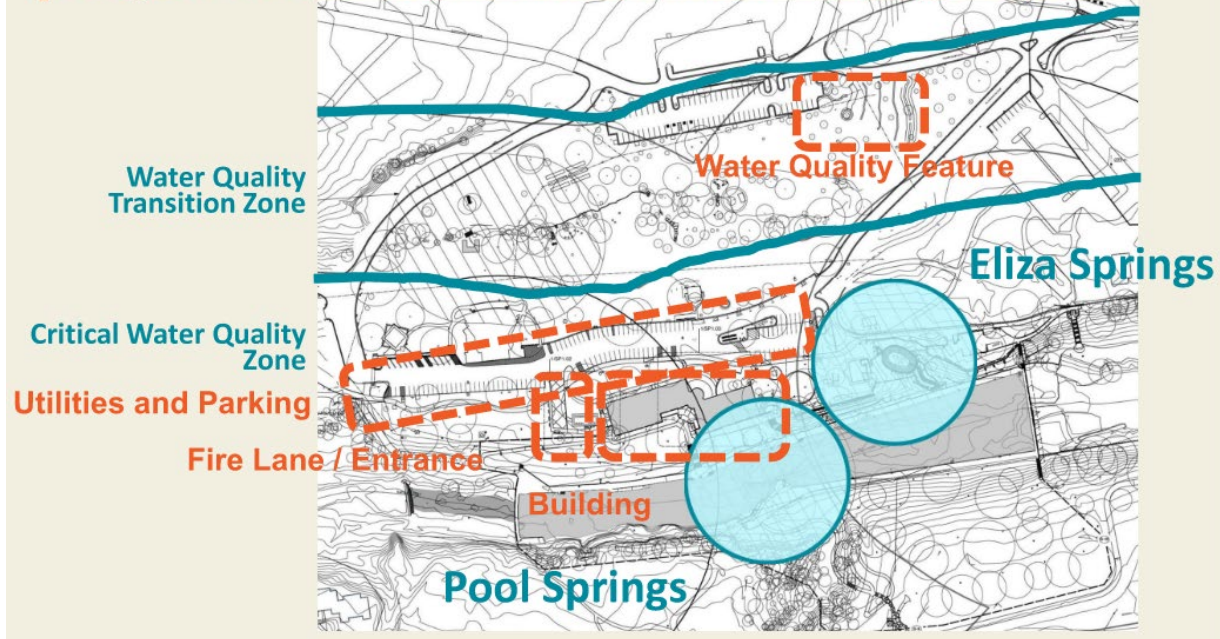 Water Quality Feature
Water Quality
Transition Zone
Eliza Springs
Critical Water Quality
Zone
Utilities and Parking
Fire Lane / Entrance
Building
Pool Springs